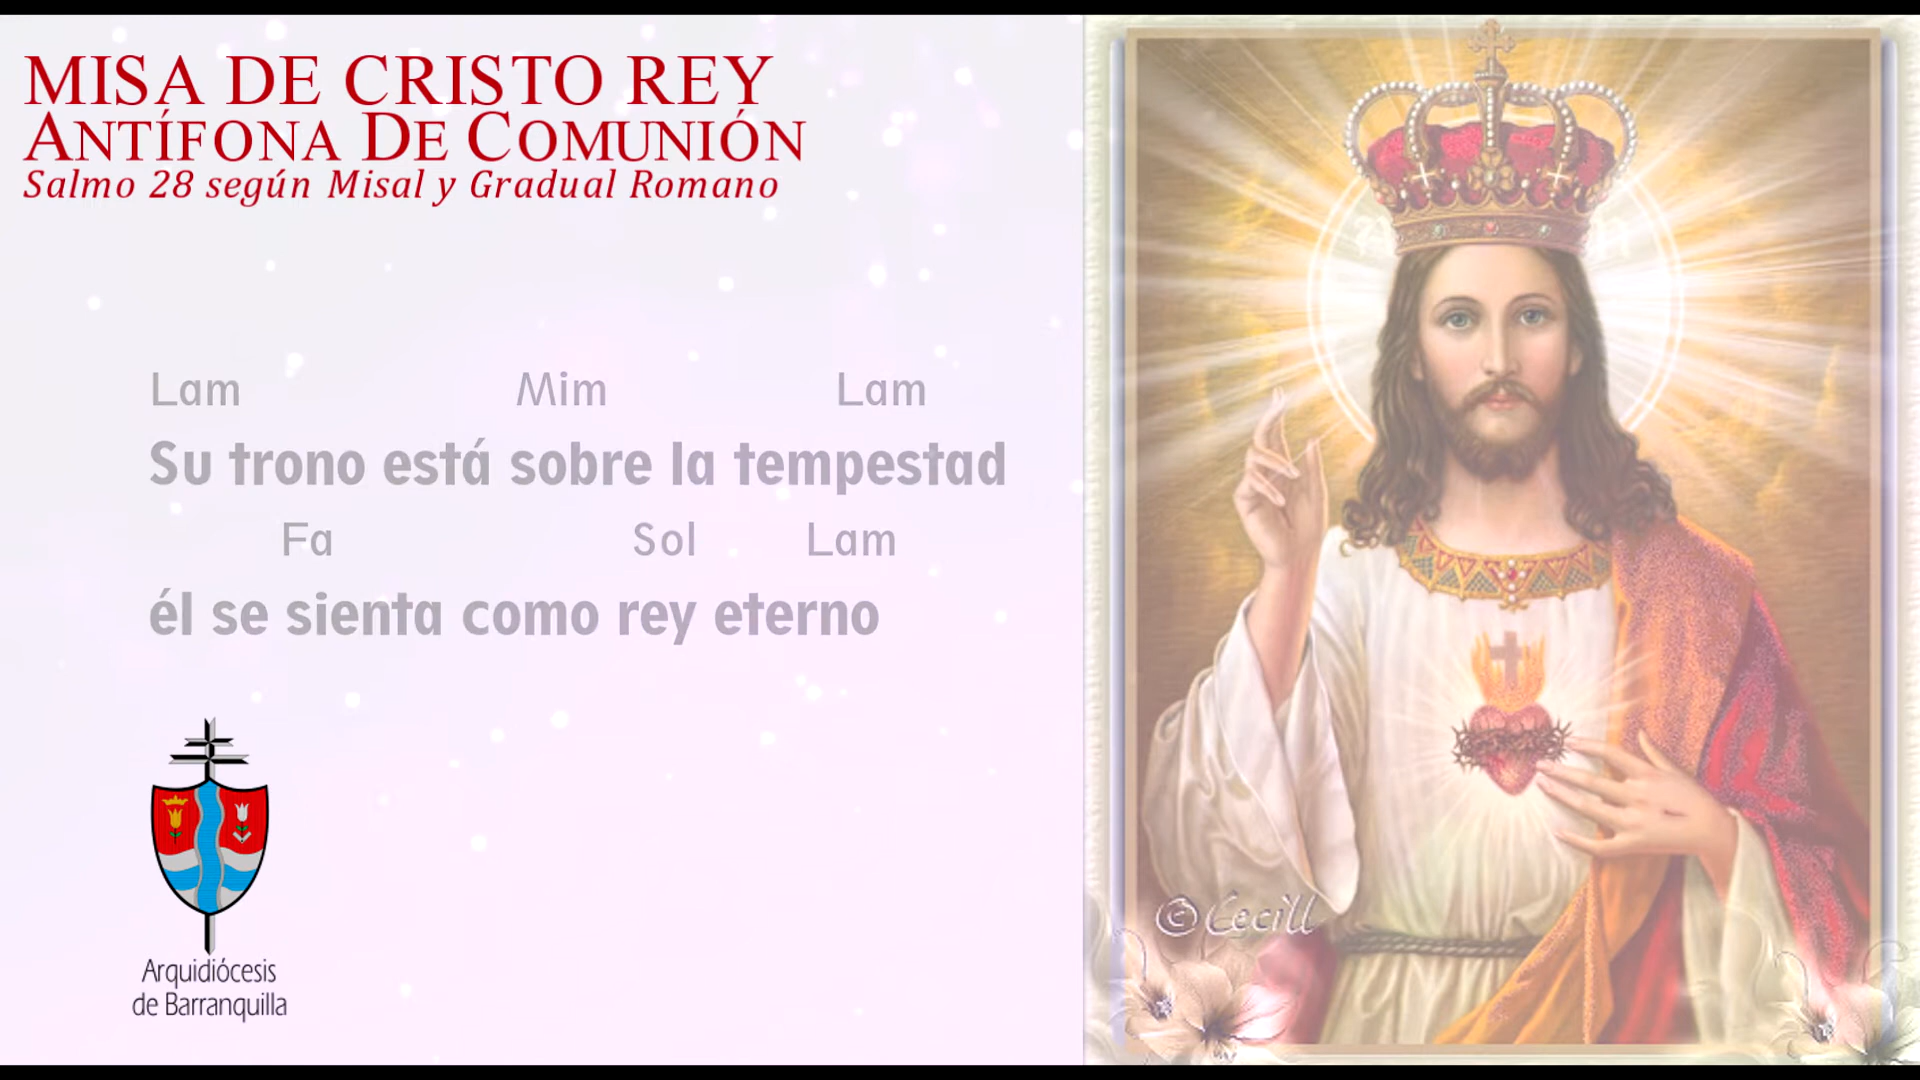 MISA DE CRISTO REY
ANTÍFONA DE COMUNIÓN
Salmo 28 según Misal y Gradual Romano
Lam Mim Lam
Su trono está sobre la tempestad
Fa Sol Lam
él se sienta como rey eterno
Arquidiócesis
de Barranquilla
© Cecill